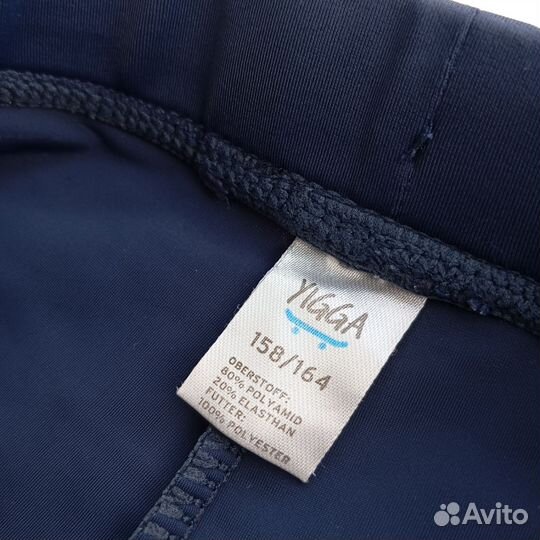 YIGGA
158/164
OBERSTOFF:
80% POLYAMID
20% ELASTHAN
FUTTER:
100% POLYESTER
Avito